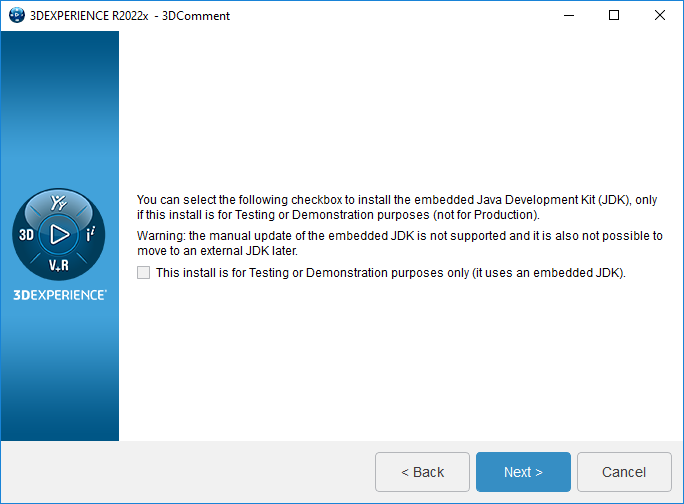 3DEXPERIENCE R2022x - 3DComment
You can select the following checkbox to install the embedded Java Development Kit (JDK), only
if this install is for Testing or Demonstration purposes (not for Production).
Warning: the manual update of the embedded JDK is not supported and it is also not possible to
move to an external JDK later.
This install is for Testing or Demonstration purposes only (it uses an embedded JDK).
3D
i
V+R
3DEXPERIENCE
< Back
Next >
Cancel